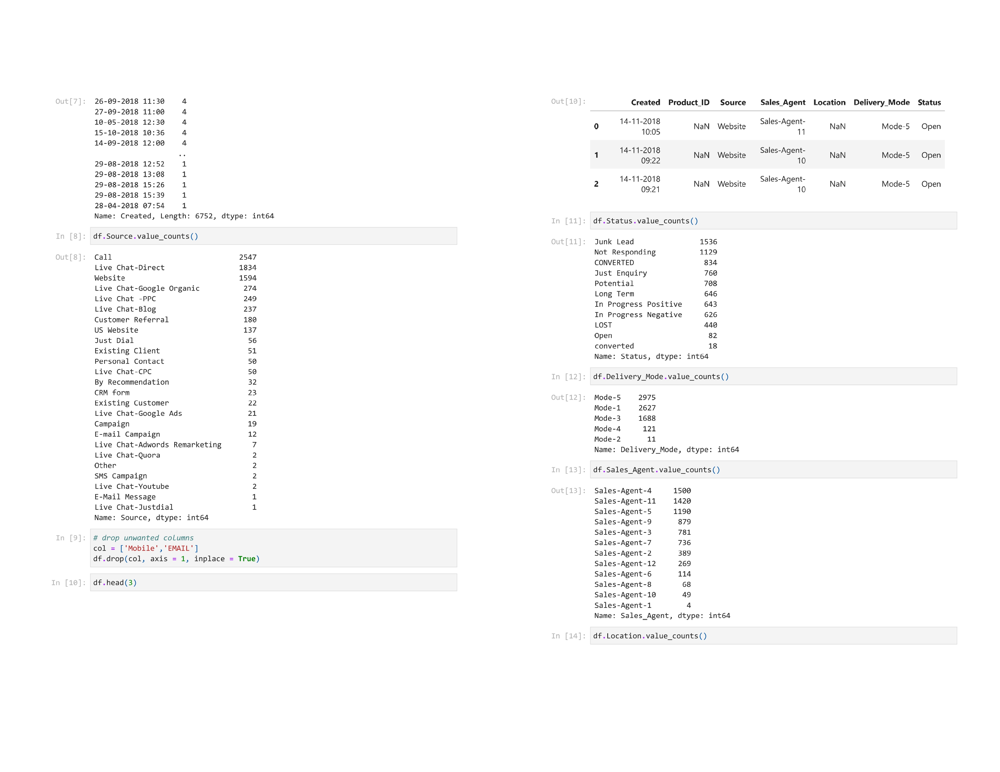 Out[7]: 26-09-2018 11:30    4
27-09-2018 11:00    4
10-05-2018 12:30    4
15-10-2018 10:36    4
14-09-2018 12:00    4
..
29-08-2018 12:52    1
29-08-2018 13:08    1
29-08-2018 15:26    1
29-08-2018 15:39    1
28-04-2018 07:54    1
Name: Created, Length: 6752, dtype: int64
In [8]: df.Source.value_counts()
Out[8]: Call    2547
Live Chat-Direct    1834
Website    1594
Live Chat-Google Organic    274
Live Chat -PPC    249
Live Chat-Blog    237
Customer Referral    180
US Website    137
Just Dial    56
Existing Client    51
Personal Contact    50
Live Chat-CPC    50
By Recommendation    32
CRM form    23
Existing Customer    22
Live Chat-Google Ads    21
Campaign    19
E-mail Campaign    12
Live Chat-Adwords Remarketing    7
Live Chat-Quora    2
Other    2
SMS Campaign    2
Live Chat-Youtube    2
E-Mail Message    1
Live Chat-Justdial    1
Name: Source, dtype: int64
In [9]: # drop unwanted columns
col = ['Mobile','EMAIL']
df.drop(col, axis = 1, inplace = True)
In [10]: df.head(3)
Out[10]: Created Product_ID Source Sales_Agent Location Delivery_Mode Status
0 14-11-2018 10:05 NaN Website Sales-Agent-11 NaN Mode-5 Open
1 14-11-2018 09:22 NaN Website Sales-Agent-10 NaN Mode-5 Open
2 14-11-2018 09:21 NaN Website Sales-Agent-10 NaN Mode-5 Open
In [11]: df.Status.value_counts()
Out[11]: Junk Lead    1536
Not Responding    1129
CONVERTED    834
Just Enquiry    760
Potential    708
Long Term    646
In Progress Positive    643
In Progress Negative    626
LOST    440
Open    82
converted    18
Name: Status, dtype: int64
In [12]: df.Delivery_Mode.value_counts()
Out[12]: Mode-5    2975
Mode-1    2627
Mode-3    1688
Mode-4    121
Mode-2    11
Name: Delivery_Mode, dtype: int64
In [13]: df.Sales_Agent.value_counts()
Out[13]: Sales-Agent-4    1500
Sales-Agent-11    1420
Sales-Agent-5    1190
Sales-Agent-9    879
Sales-Agent-3    781
Sales-Agent-7    736
Sales-Agent-2    389
Sales-Agent-12    269
Sales-Agent-6    114
Sales-Agent-8    68
Sales-Agent-10    49
Sales-Agent-1    4
Name: Sales_Agent, dtype: int64
In [14]: df.Location.value_counts()